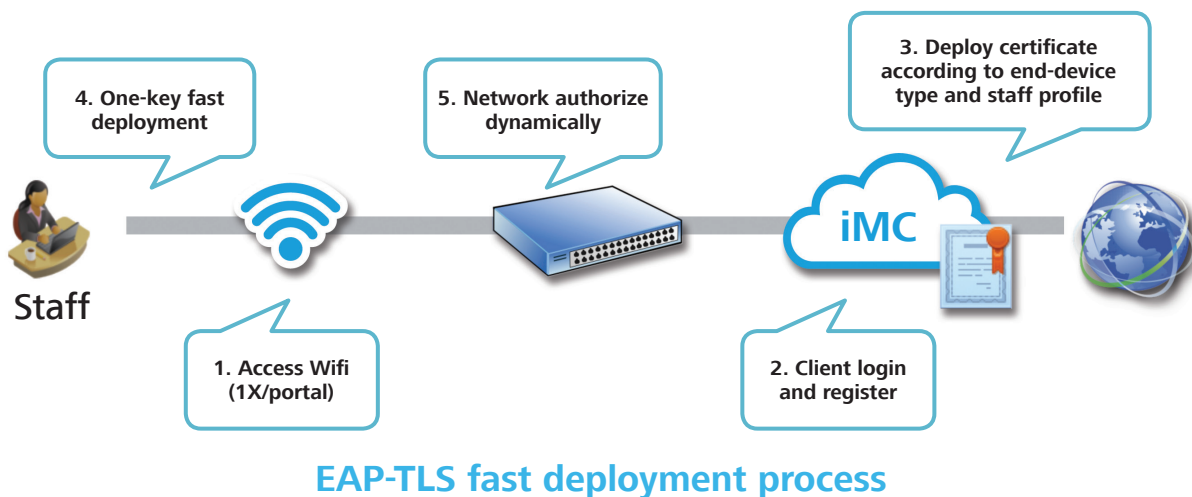 3. Deploy certificate
according to end-device
type and staff profile
4. One-key fast
deployment
5. Network authorize
dynamically
iMC
Staff
1. Access Wifi
(1X/portal)
2. Client login
and register
EAP-TLS fast deployment process